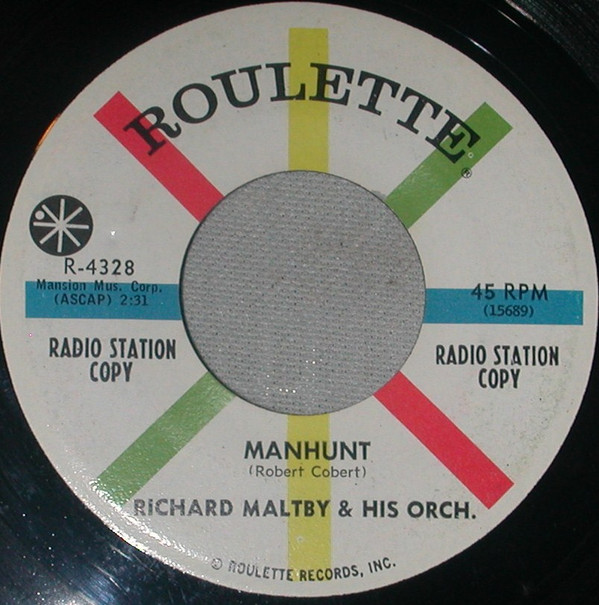 ROULETTE
®
R-4328
Mansion Mus. Corp.
(ASCAP) 2:31
RADIO STATION
COPY
45 RPM
(15689)
RADIO STATION
COPY
MANHUNT
(Robert Cobert)
RICHARD MALTBY & HIS ORCH.
© ROULETTE RECORDS, INC.